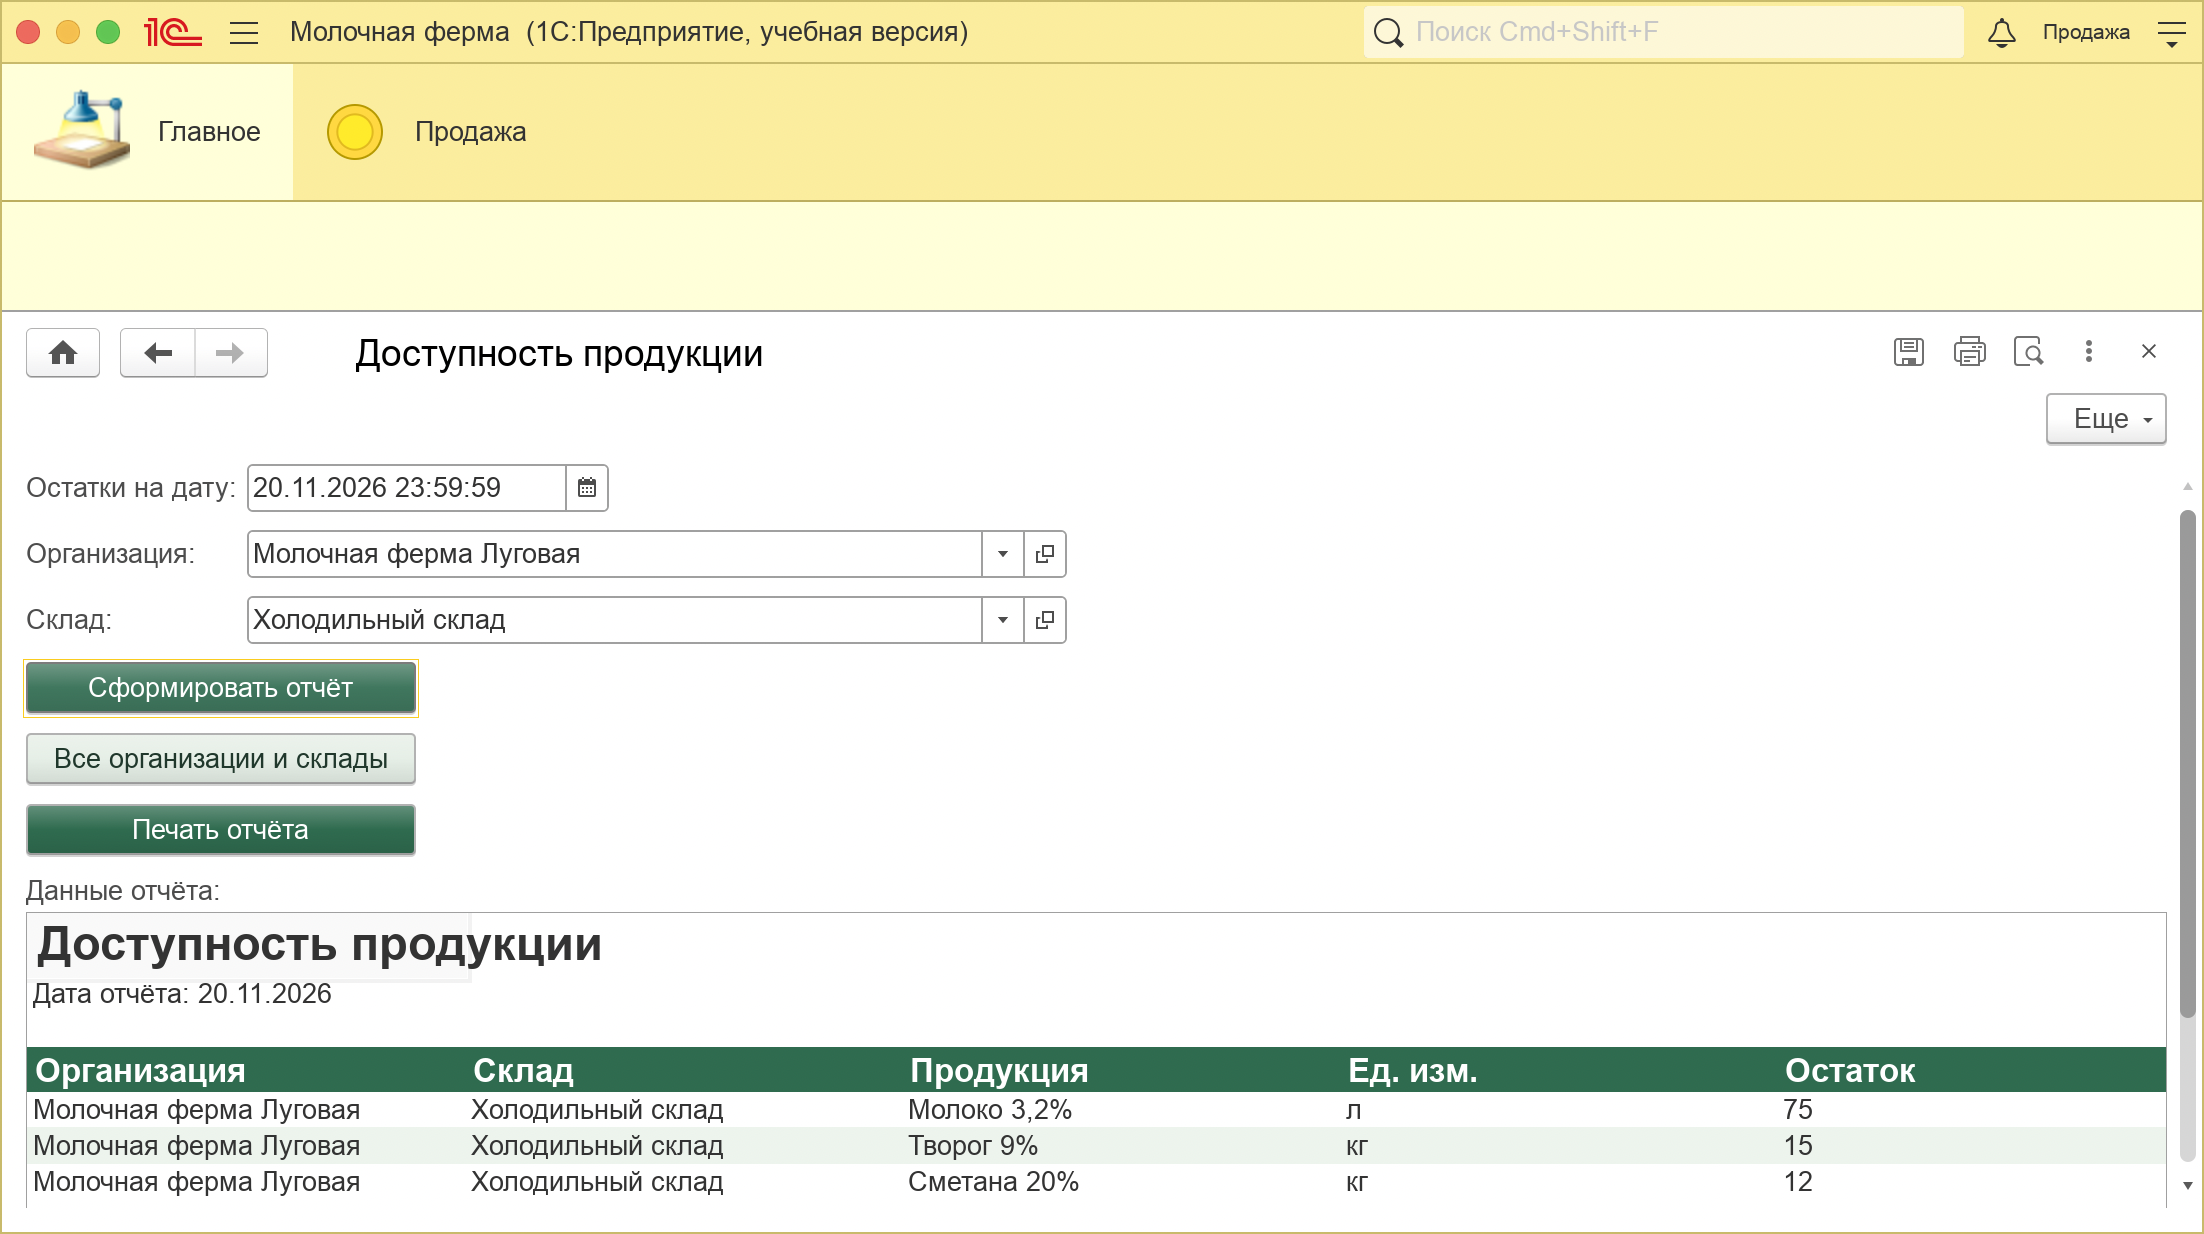 1С Молочная ферма (1С:Предприятие, учебная версия) Поиск Cmd+Shift+F Продажа
Главное Продажа
Доступность продукции
Еще
Остатки на дату: 20.11.2026 23:59:59
Организация: Молочная ферма Луговая
Склад: Холодильный склад
Сформировать отчёт
Все организации и склады
Печать отчёта
Данные отчёта:
Доступность продукции
Дата отчёта: 20.11.2026
Организация Склад Продукция Ед. изм. Остаток
Молочная ферма Луговая Холодильный склад Молоко 3,2% л 75
Молочная ферма Луговая Холодильный склад Творог 9% кг 15
Молочная ферма Луговая Холодильный склад Сметана 20% кг 12